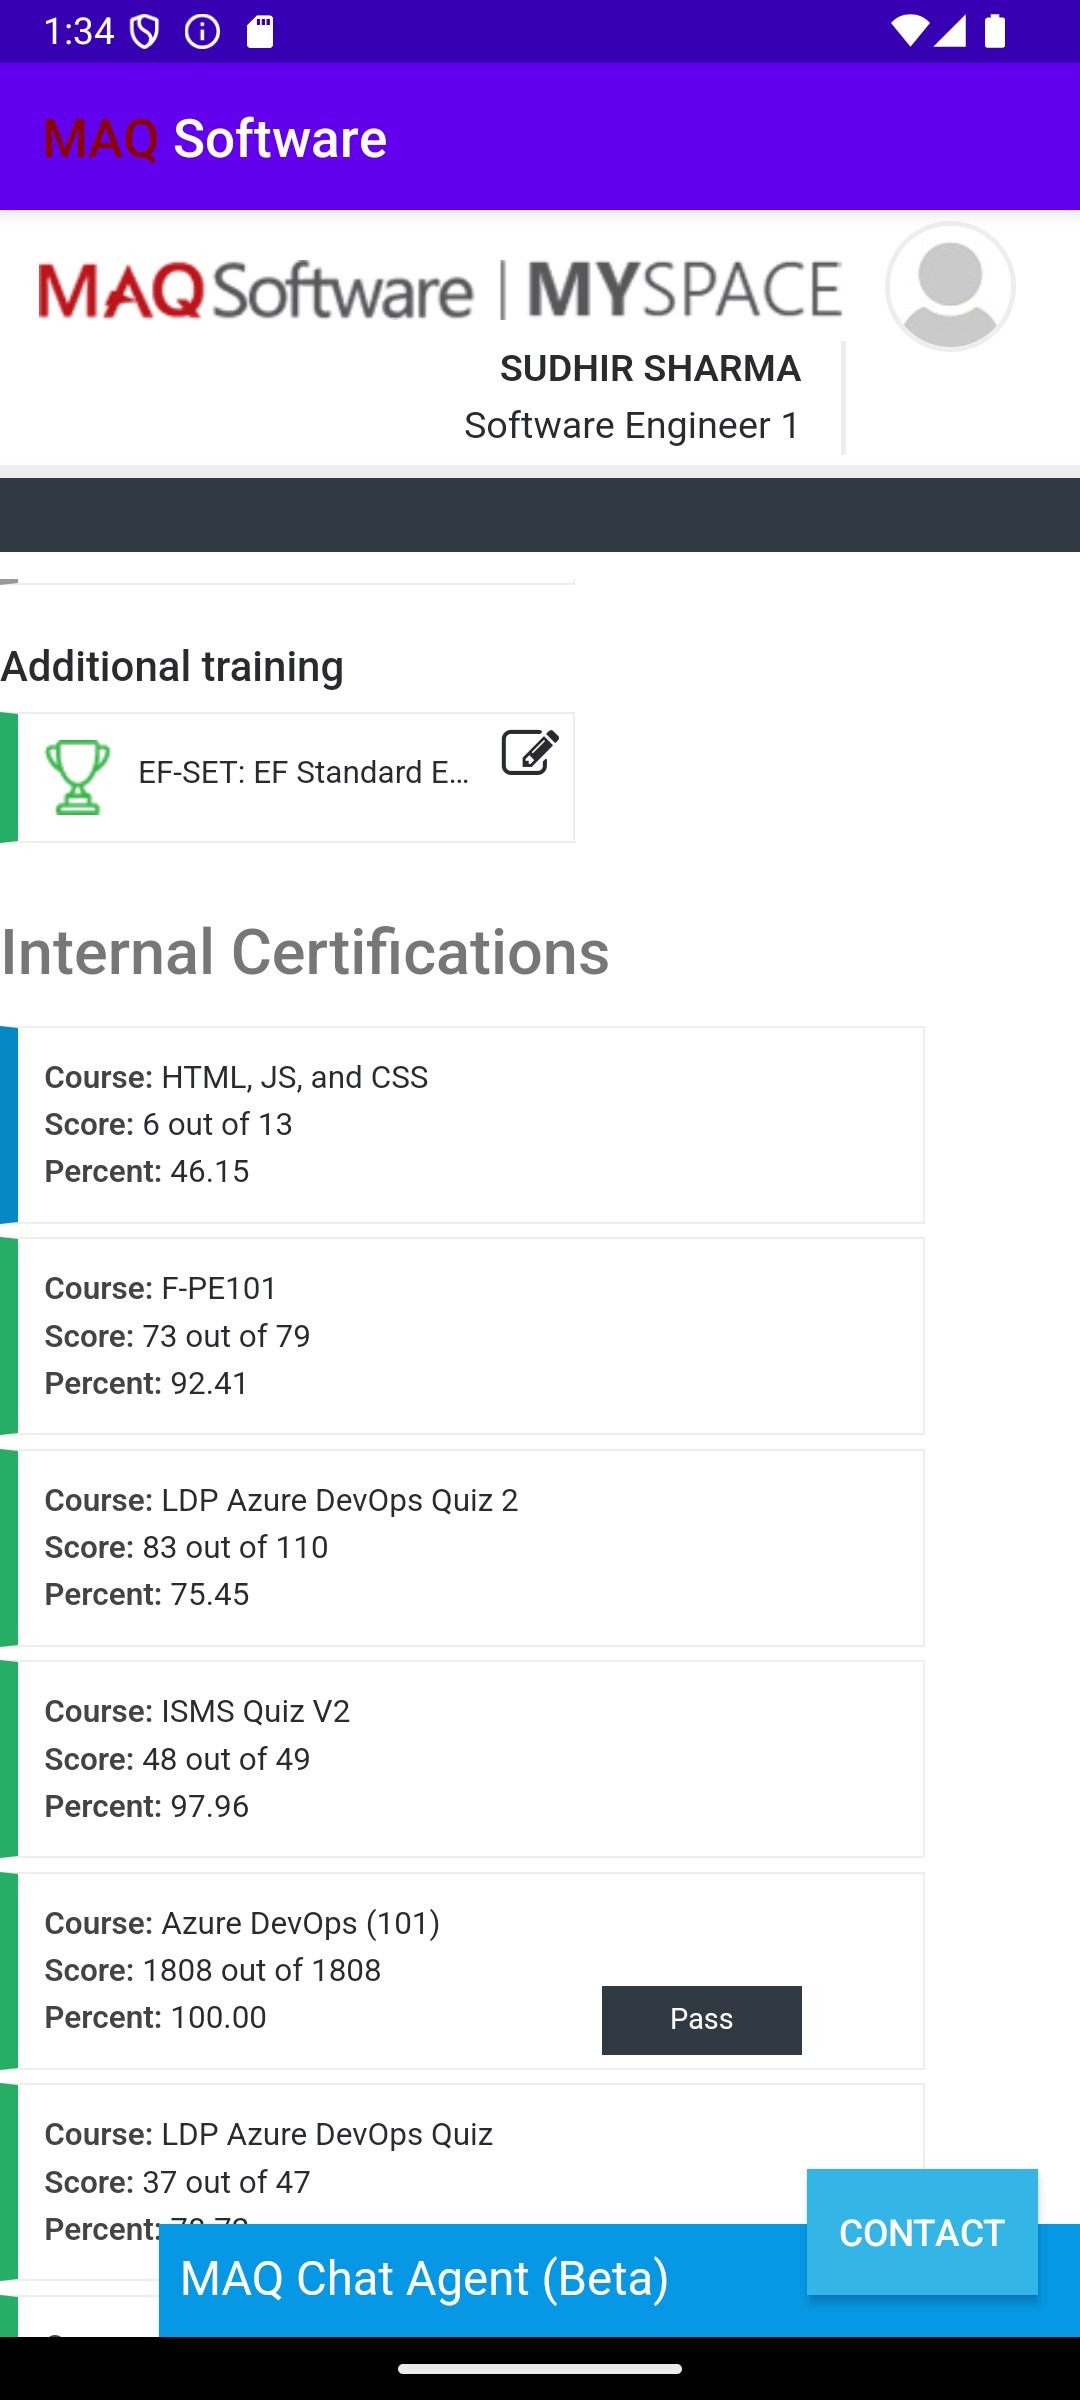 1:34
MAQ Software
MAQ Software | MYSPACE
SUDHIR SHARMA
Software Engineer 1
Additional training
EF-SET: EF Standard E...
Internal Certifications
Course: HTML, JS, and CSS
Score: 6 out of 13
Percent: 46.15
Course: F-PE101
Score: 73 out of 79
Percent: 92.41
Course: LDP Azure DevOps Quiz 2
Score: 83 out of 110
Percent: 75.45
Course: ISMS Quiz V2
Score: 48 out of 49
Percent: 97.96
Course: Azure DevOps (101)
Score: 1808 out of 1808
Percent: 100.00
Pass
Course: LDP Azure DevOps Quiz
Score: 37 out of 47
Percent:
CONTACT
MAQ Chat Agent (Beta)